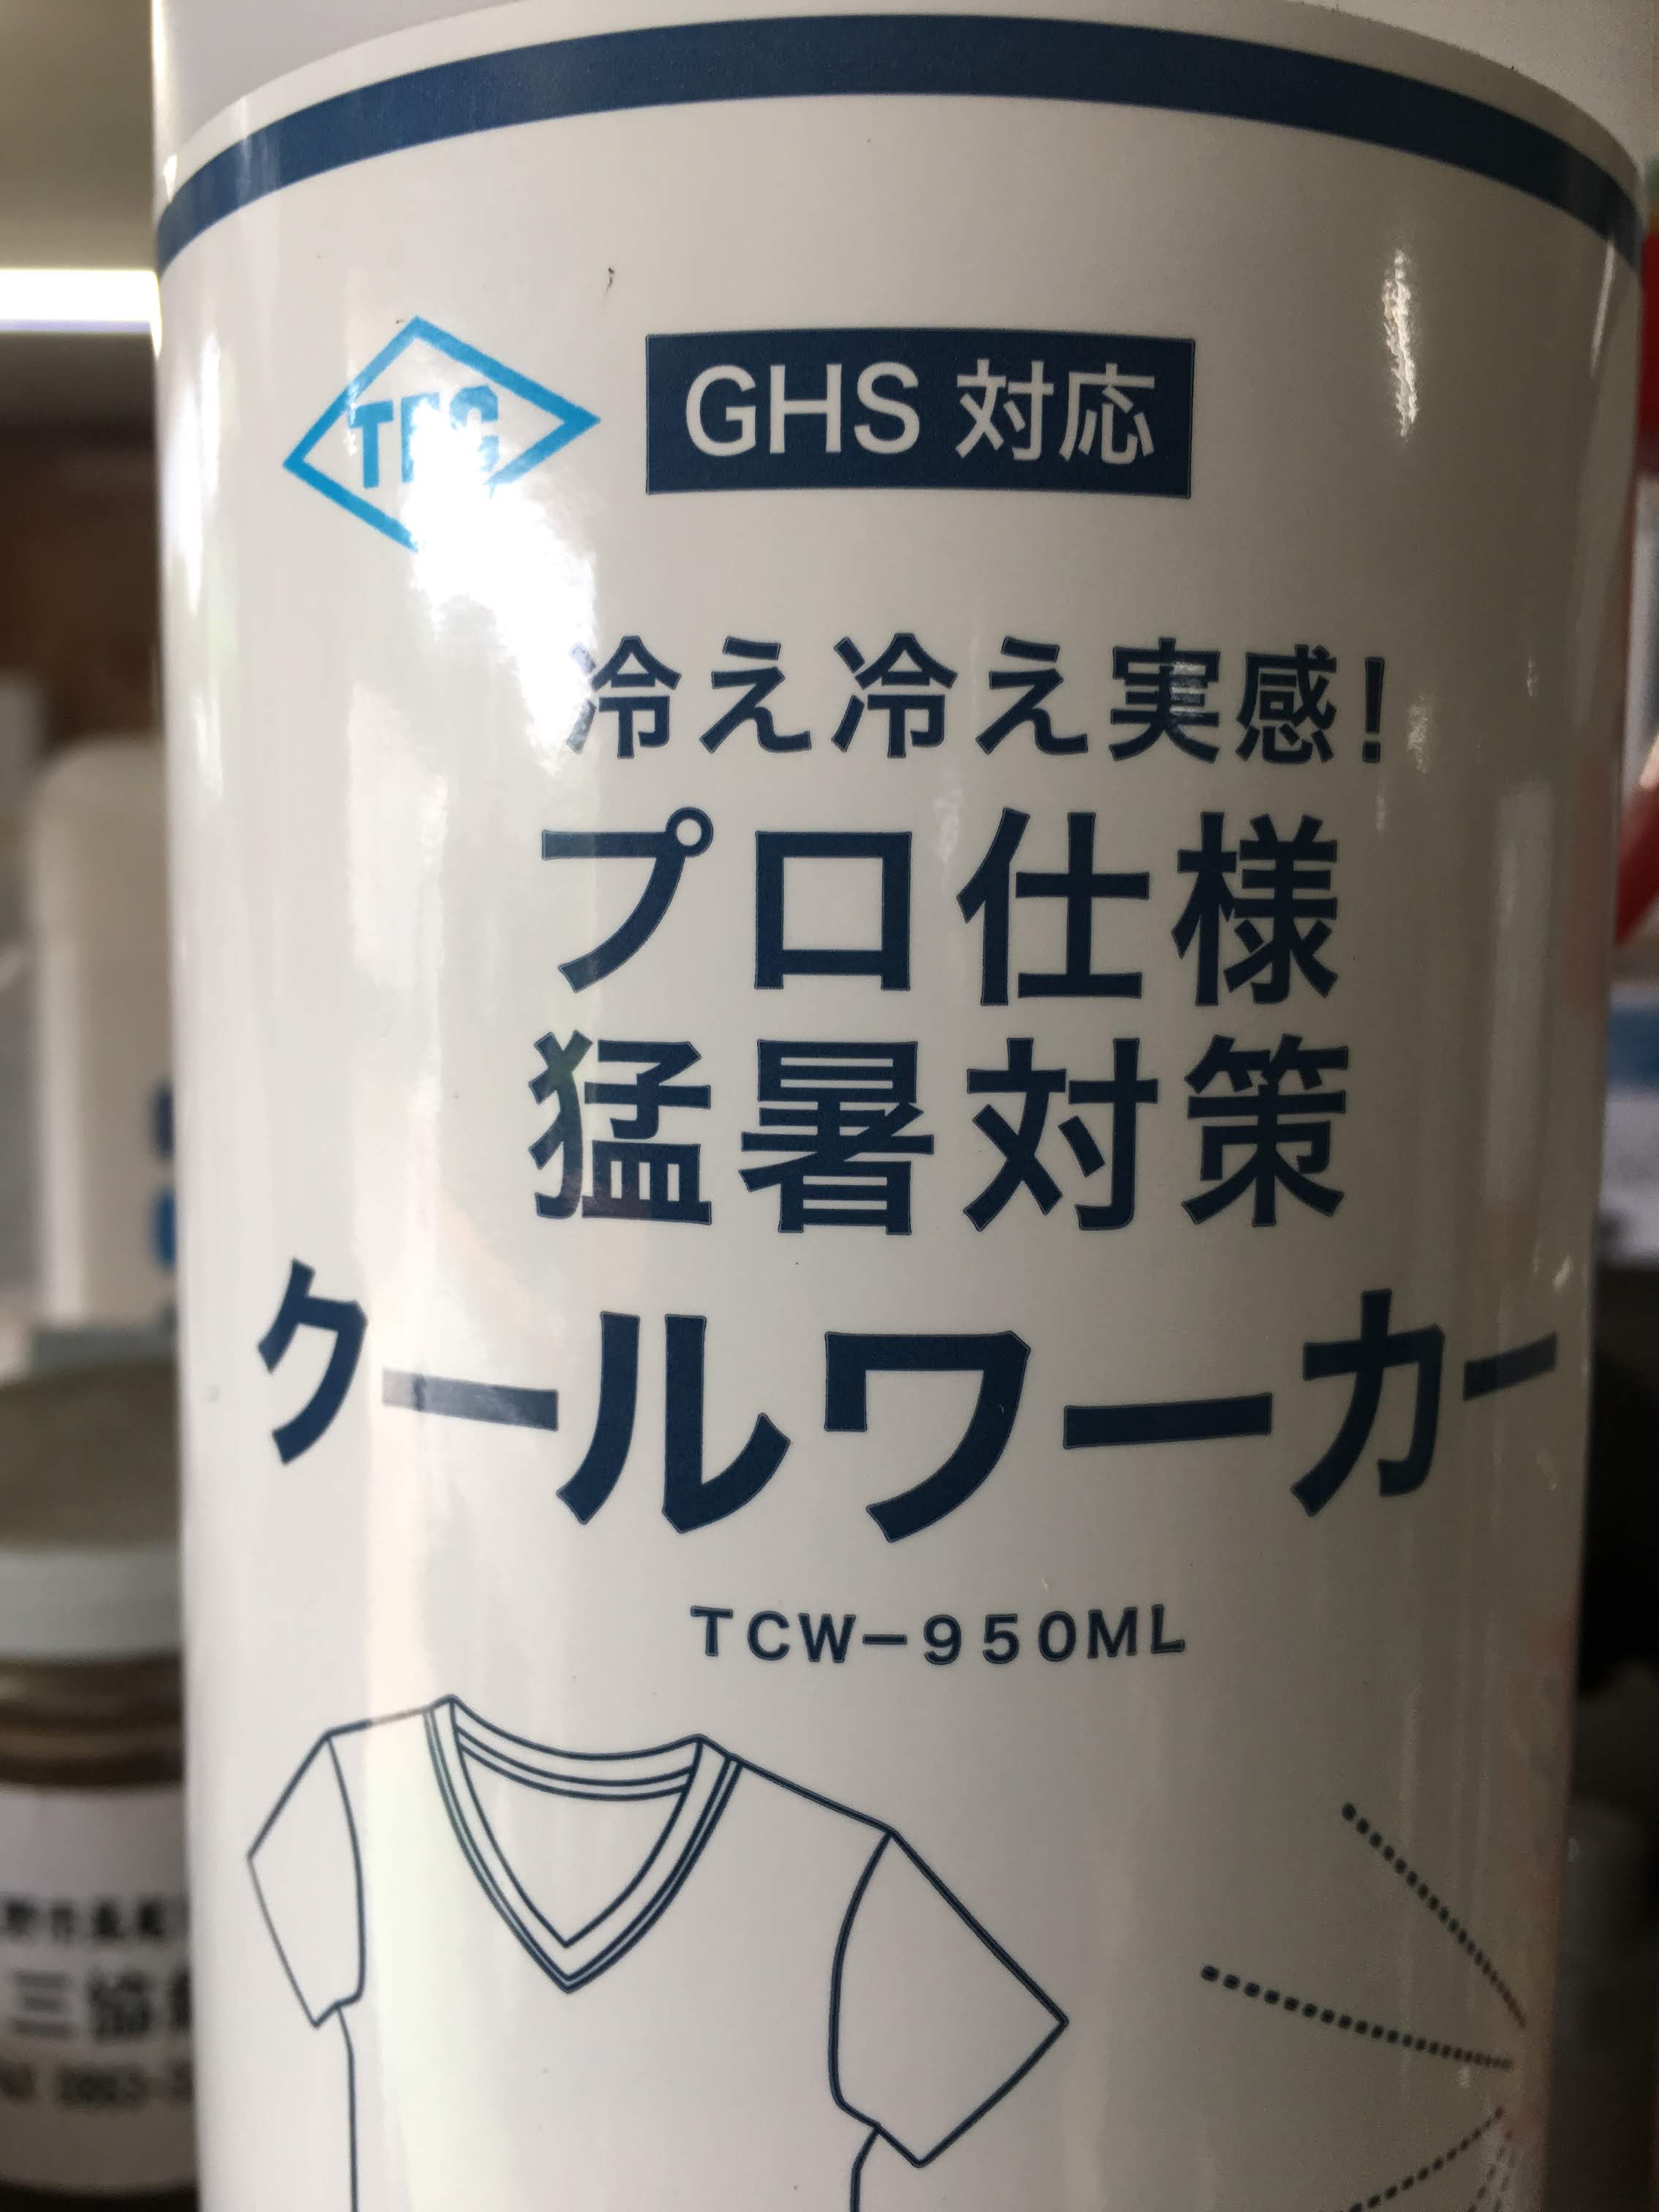 GHS 対応
冷え冷え実感！
プロ仕様
猛暑対策
クールワーカー
TCW-950ML